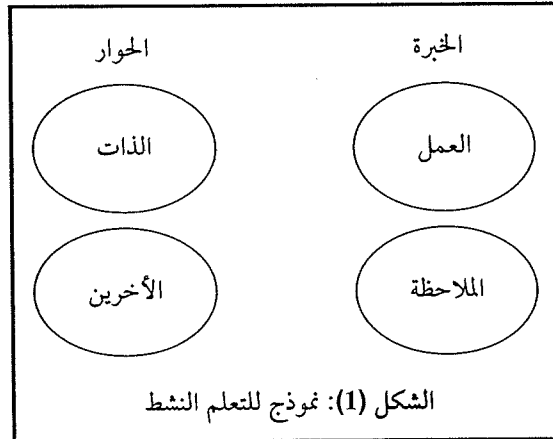 الخبرة الحوار
العمل الذات
الملاحظة الأخرين
الشكل (1): نموذج للتعلم النشط